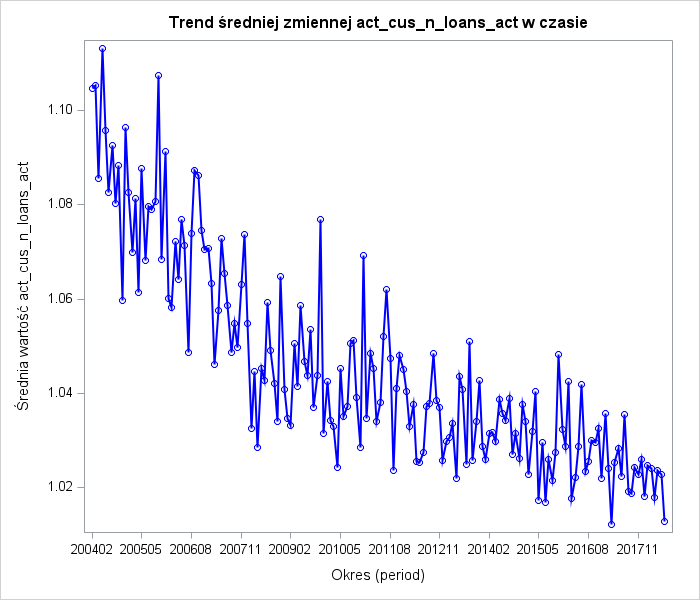 Trend średniej zmiennej act_cus_n_loans_act w czasie
Średnia wartość act_cus_n_loans_act
1.10
1.08
1.06
1.04
1.02
200402 200505 200608 200711 200902 201005 201108 201211 201402 201505 201608 201711
Okres (period)